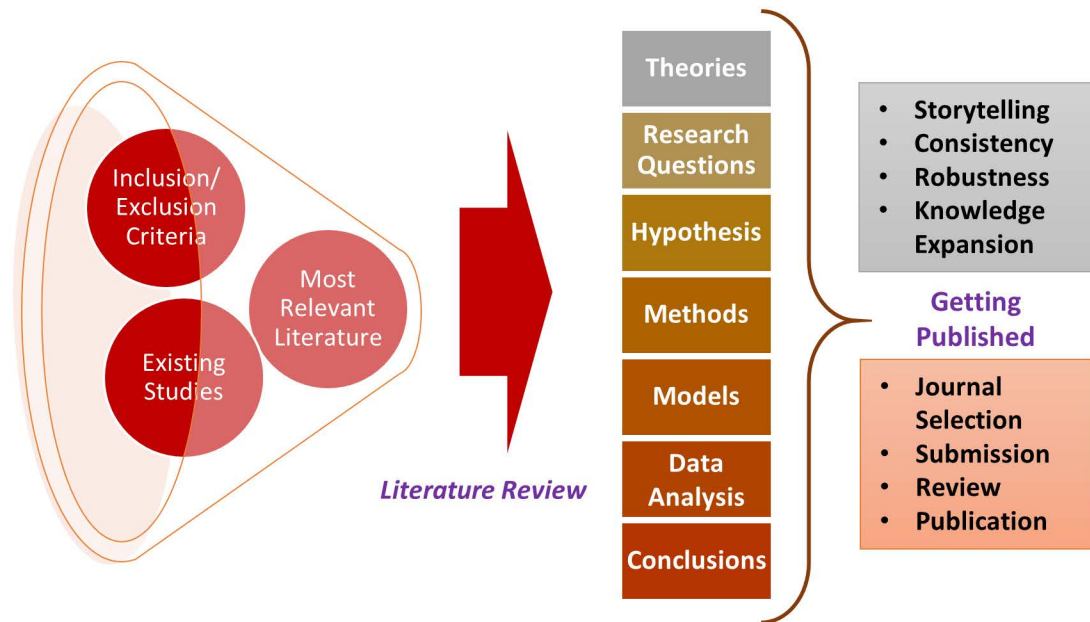 Inclusion/
Exclusion
Criteria
Existing
Studies
Most
Relevant
Literature
Literature Review
Theories
Research
Questions
Hypothesis
Methods
Models
Data
Analysis
Conclusions
• Storytelling
• Consistency
• Robustness
• Knowledge
Expansion
Getting
Published
• Journal
Selection
• Submission
• Review
• Publication